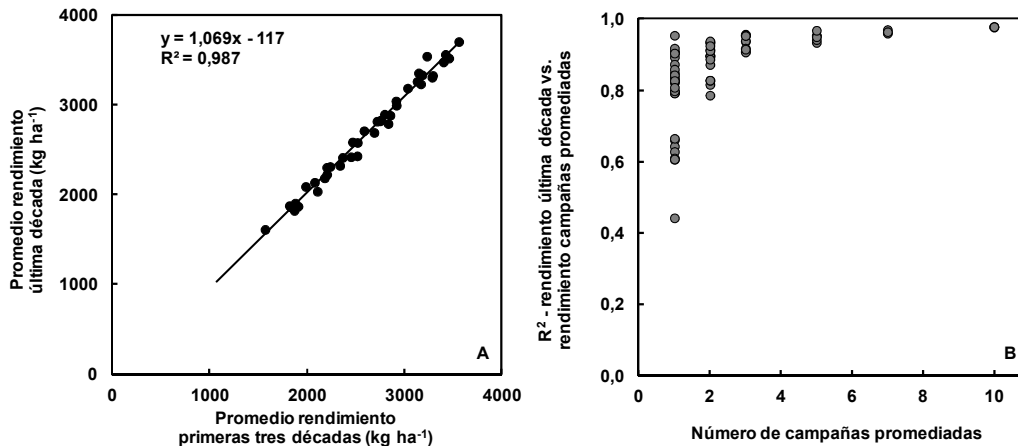 4000
3000
2000
1000
0
0
1000
2000
3000
4000
Promedio rendimiento
última década (kg ha⁻¹)
y = 1,069x - 117
R² = 0,987
A
Promedio rendimiento
primeras tres décadas (kg ha⁻¹)
1,0
0,8
0,6
0,4
0,2
0,0
0
2
4
6
8
10
R² - rendimiento última década vs.
rendimiento campañas promediadas
B
Número de campañas promediadas